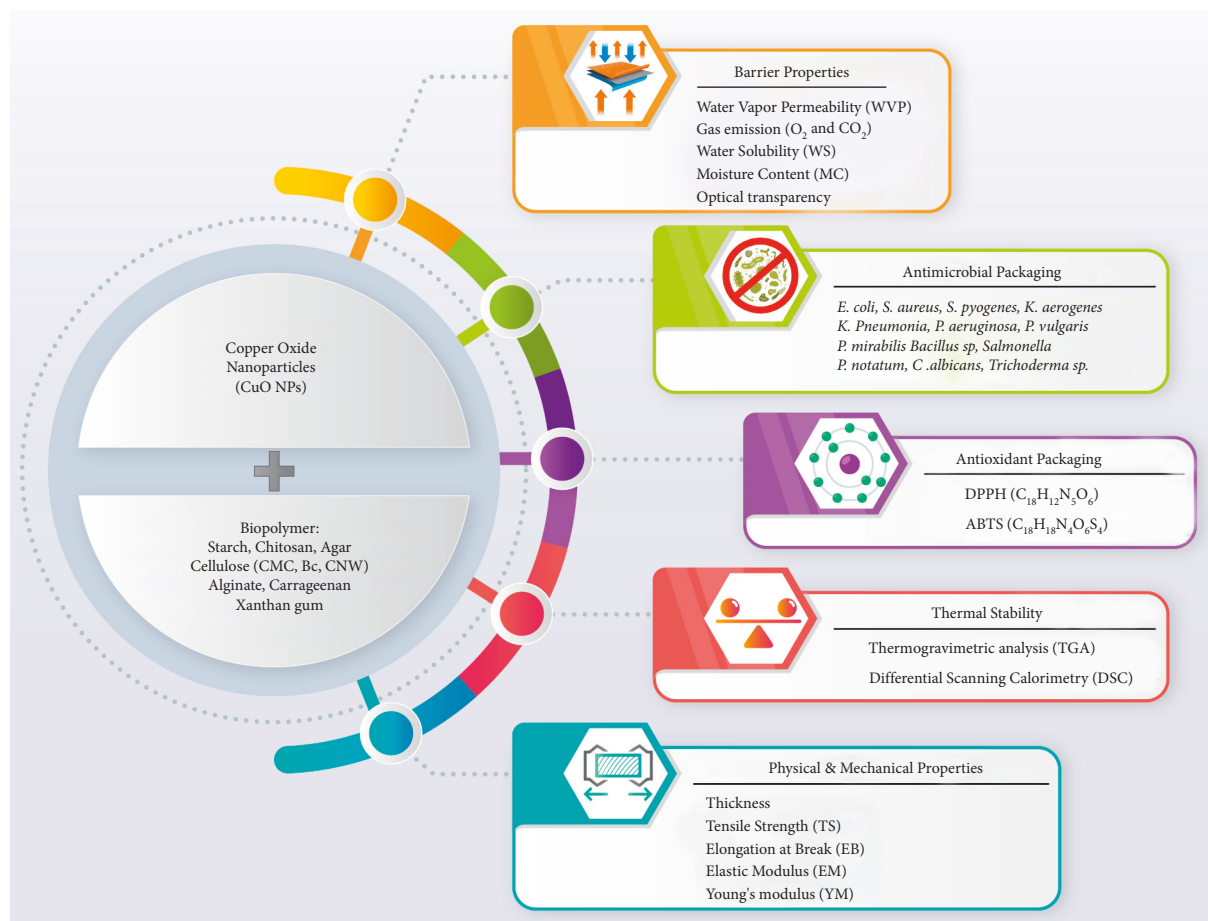 Copper Oxide
Nanoparticles
(CuO NPs)
Biopolymer:
Starch, Chitosan, Agar
Cellulose (CMC, Bc, CNW)
Alginate, Carrageenan
Xanthan gum
Barrier Properties
Water Vapor Permeability (WVP)
Gas emission (O₂ and CO₂)
Water Solubility (WS)
Moisture Content (MC)
Optical transparency
Antimicrobial Packaging
E. coli, S. aureus, S. pyogenes, K. aerogenes
K. Pneumonia, P. aeruginosa, P. vulgaris
P. mirabilis Bacillus sp, Salmonella
P. notatum, C .albicans, Trichoderma sp.
Antioxidant Packaging
DPPH (C₁₈H₁₂N₅O₆)
ABTS (C₁₈H₁₈N₄O₆S₄)
Thermal Stability
Thermogravimetric analysis (TGA)
Differential Scanning Calorimetry (DSC)
Physical & Mechanical Properties
Thickness
Tensile Strength (TS)
Elongation at Break (EB)
Elastic Modulus (EM)
Young's modulus (YM)